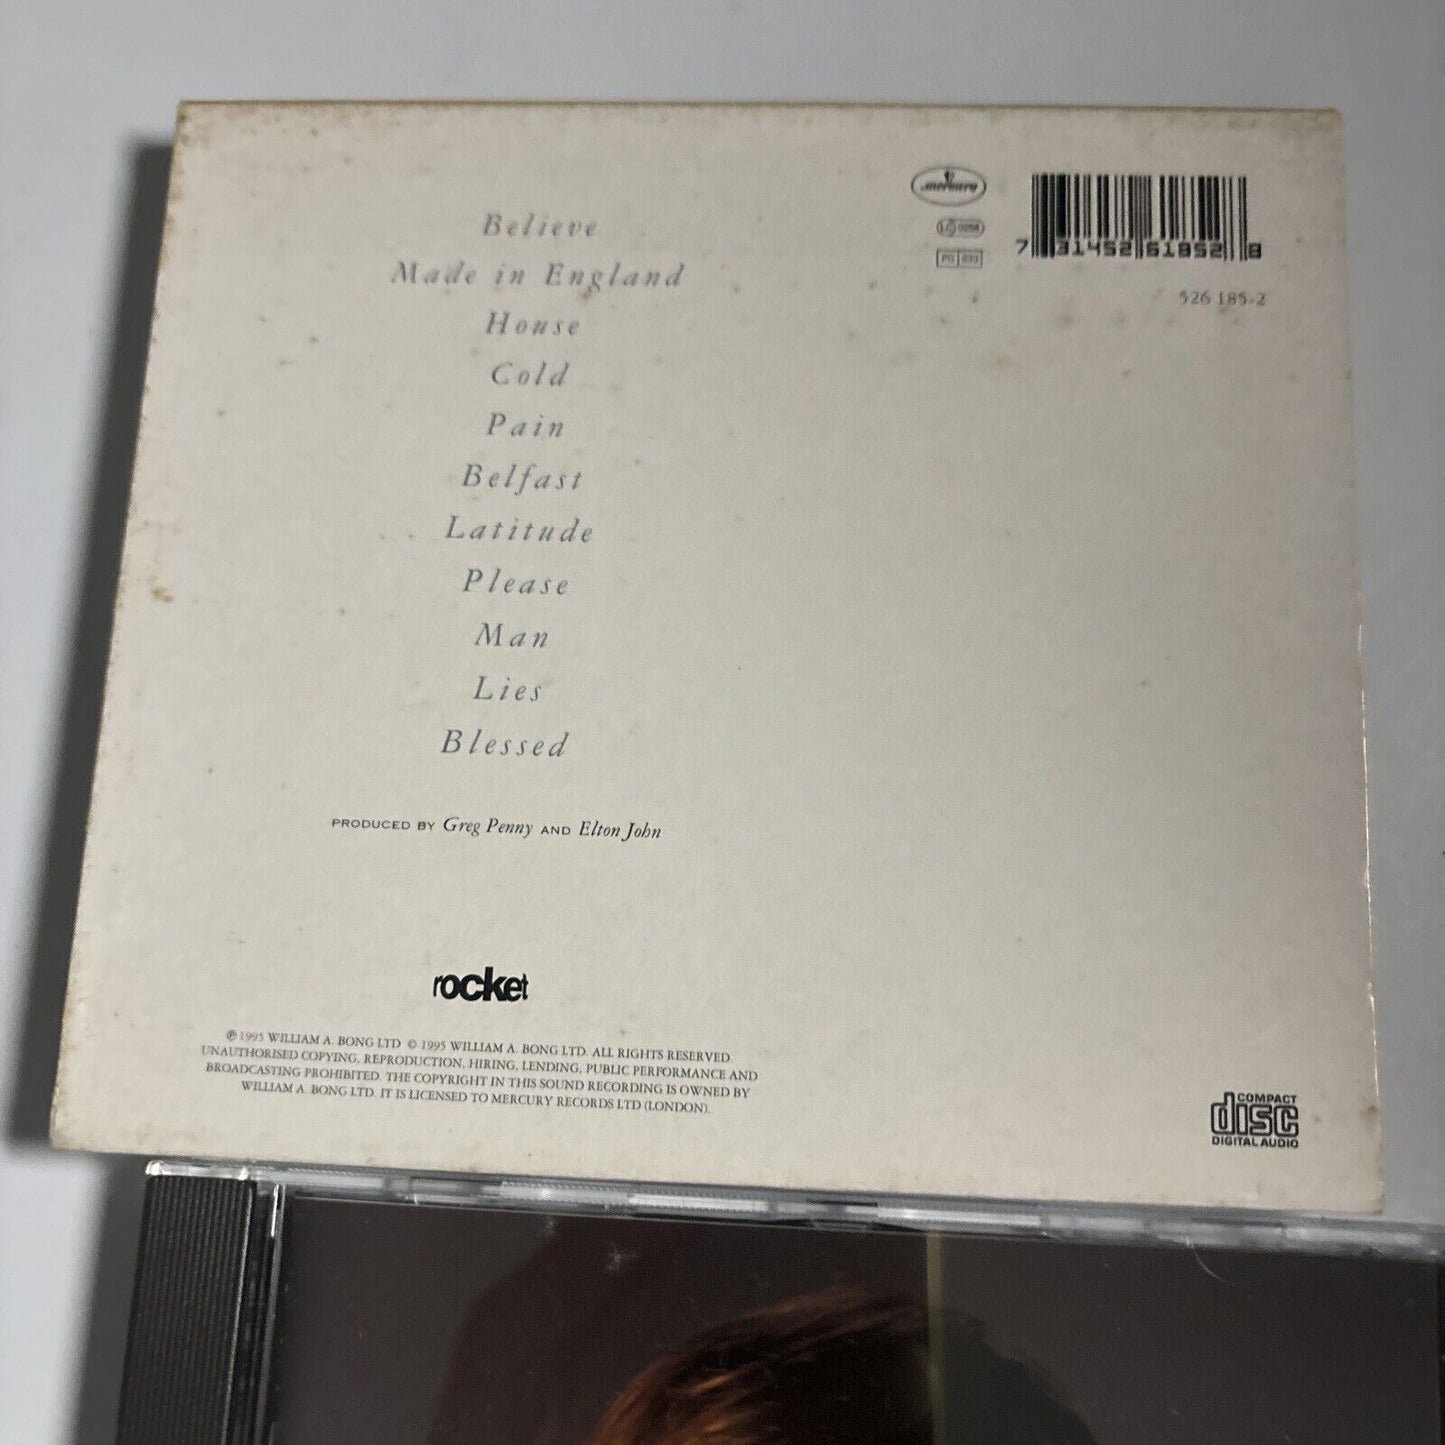 Believe
Made in England
House
Cold
Pain
Belfast
Latitude
Please
Man
Lies
Blessed
PRODUCED BY Greg Penny AND Elton John
mercury
LC 0268
7 31452 61852 8
526 185-2
rocket
℗ 1995 WILLIAM A. BONG LTD © 1995 WILLIAM A. BONG LTD. ALL RIGHTS RESERVED.
UNAUTHORISED COPYING, REPRODUCTION, HIRING, LENDING, PUBLIC PERFORMANCE AND
BROADCASTING PROHIBITED. THE COPYRIGHT IN THIS SOUND RECORDING IS OWNED BY
WILLIAM A. BONG LTD. IT IS LICENSED TO MERCURY RECORDS LTD (LONDON).
COMPACT
disc
DIGITAL AUDIO